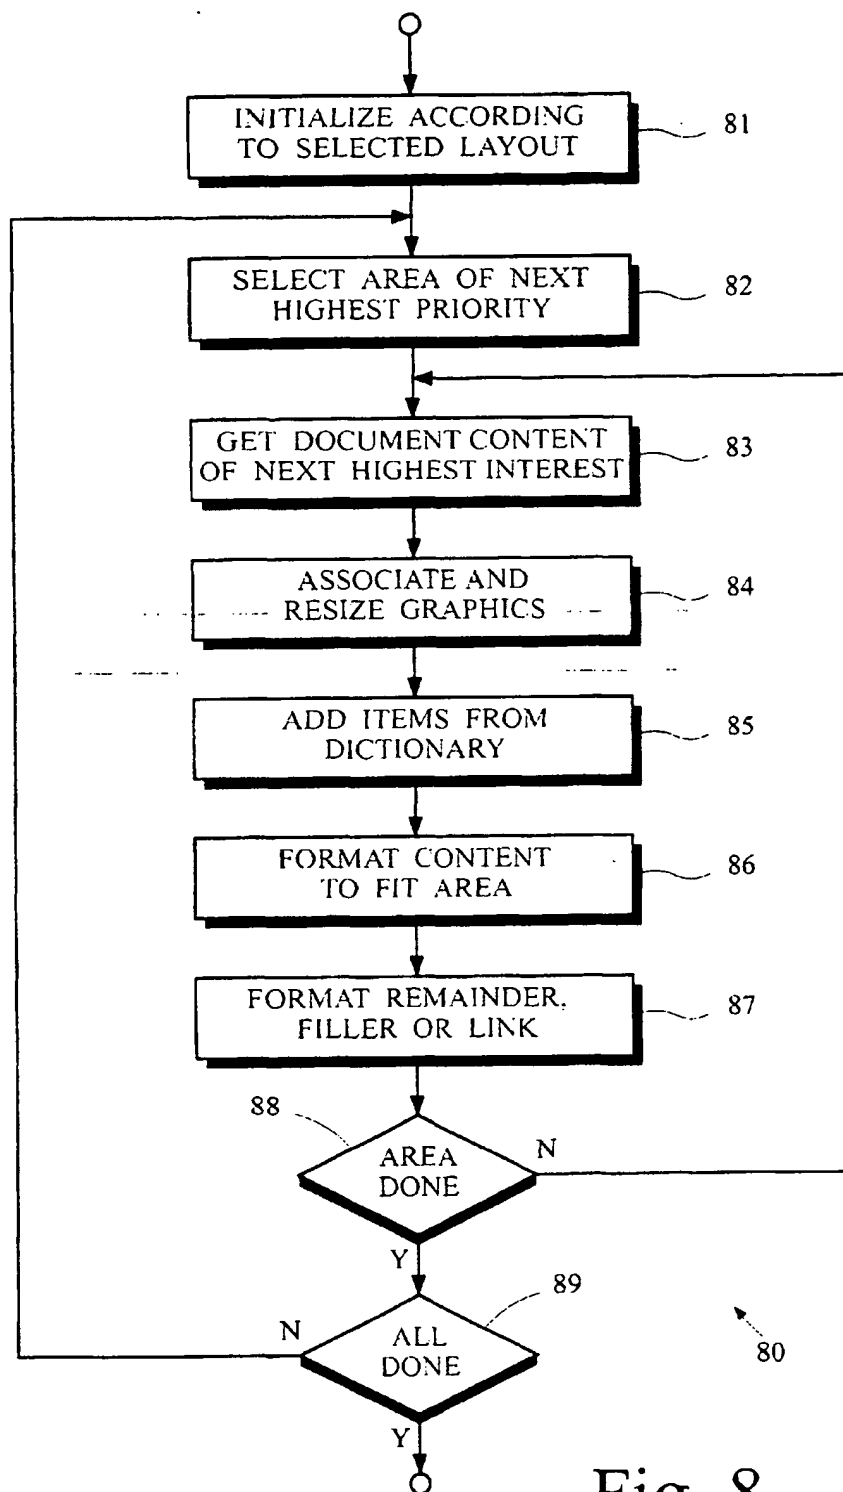 INITIALIZE ACCORDING
TO SELECTED LAYOUT
81
SELECT AREA OF NEXT
HIGHEST PRIORITY
82
GET DOCUMENT CONTENT
OF NEXT HIGHEST INTEREST
83
ASSOCIATE AND
RESIZE GRAPHICS
84
ADD ITEMS FROM
DICTIONARY
85
FORMAT CONTENT
TO FIT AREA
86
FORMAT REMAINDER,
FILLER OR LINK
87
88
AREA
DONE
N
Y
89
ALL
DONE
N
Y
80
Fig. 8